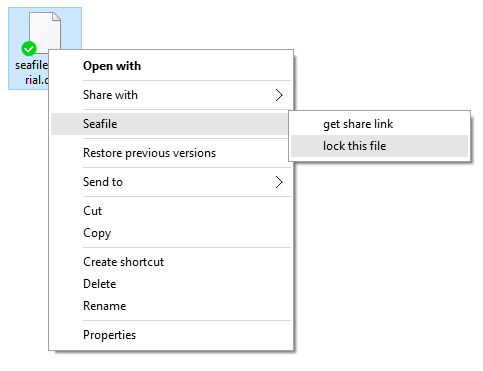 seafile
rial.
Open with
Share with
Seafile
get share link
lock this file
Restore previous versions
Send to
Cut
Copy
Create shortcut
Delete
Rename
Properties